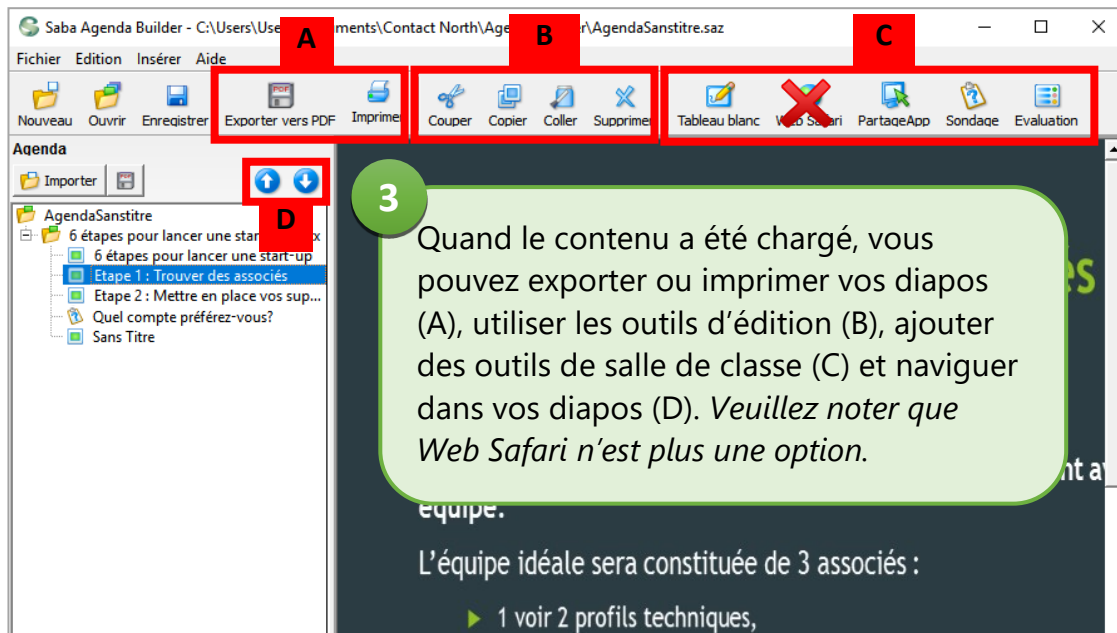 Saba Agenda Builder - C:\Users\Use ments\Contact North\Age r\AgendaSanstitre.saz
A
B
C
Fichier Edition Insérer Aide
Nouveau Ouvrir Enregistrer Exporter vers PDF Imprimer Couper Copier Coller Supprimer Tableau blanc Web Safari PartageApp Sondage Evaluation
Agenda
Importer
D
AgendaSanstitre
6 étapes pour lancer une star x
6 étapes pour lancer une start-up
Etape 1 : Trouver des associés
Etape 2 : Mettre en place vos sup...
Quel compte préférez-vous?
Sans Titre
3
Quand le contenu a été chargé, vous
pouvez exporter ou imprimer vos diapos
(A), utiliser les outils d’édition (B), ajouter
des outils de salle de classe (C) et naviguer
dans vos diapos (D). Veuillez noter que
Web Safari n’est plus une option.
és
nt av
équipe.
L'équipe idéale sera constituée de 3 associés :
1 voir 2 profils techniques,